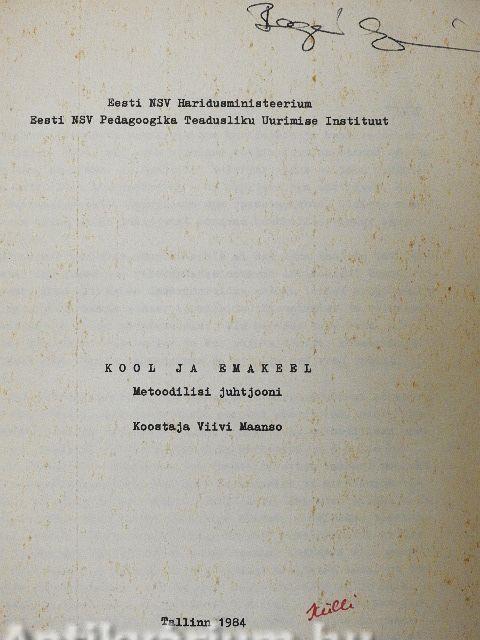 Eesti NSV Haridusministeerium
Eesti NSV Pedagoogika Teadusliku Uurimise Instituut
KOOL JA EMAKEEL
Metoodilisi juhtjooni
Koostaja Viivi Maanso
Külli
Tallinn 1984